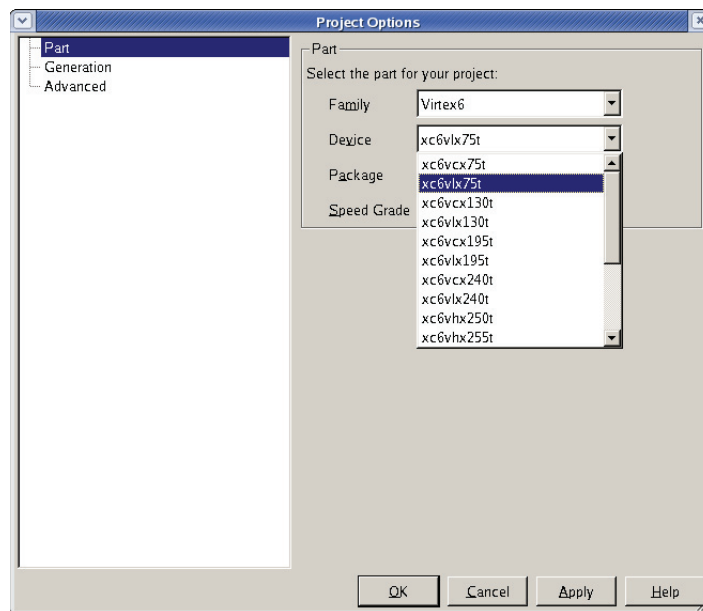 Project Options
Part
Generation
Advanced
Part
Select the part for your project:
Family
Virtex6
Device
xc6vlx75t
Package
Speed Grade
xc6vcx75t
xc6vlx75t
xc6vcx130t
xc6vlx130t
xc6vcx195t
xc6vlx195t
xc6vcx240t
xc6vlx240t
xc6vhx250t
xc6vhx255t
OK
Cancel
Apply
Help